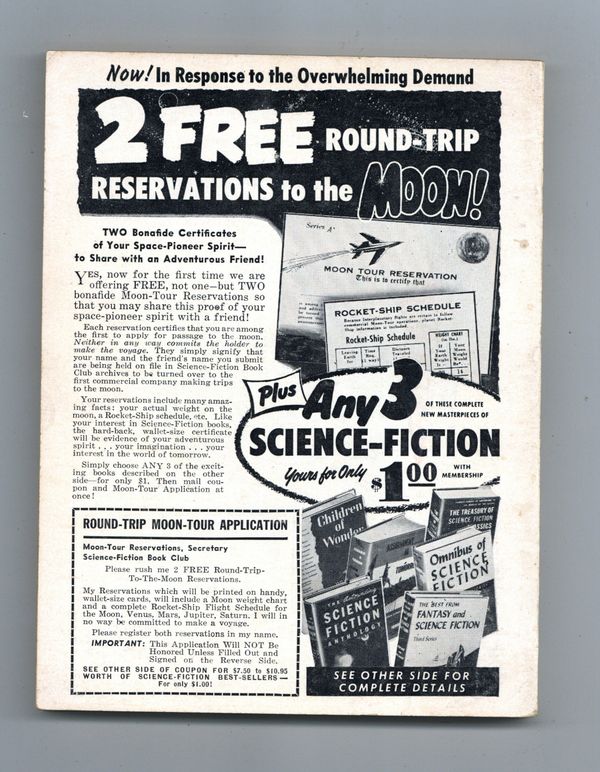 Now! In Response to the Overwhelming Demand
2 FREE ROUND-TRIP
RESERVATIONS to the MOON!
TWO Bonafide Certificates
of Your Space-Pioneer Spirit—
to Share with an Adventurous Friend!
YES, now for the first time we are
offering FREE, not one—but TWO
bonafide Moon-Tour Reservations so
that you may share this proof of your
space-pioneer spirit with a friend!
Each reservation certifies that you are among
the first to apply for passage to the moon.
Neither in any way commits the holder to
make the voyage. They simply signify that
your name and the friend's name you submit
are being held on file in Science-Fiction Book
Club archives to be turned over to the
first commercial company making trips
to the moon.
Your reservations include many amaz-
ing facts: your actual weight on the
moon, a Rocket-Ship schedule, etc. Like
your interest in Science-Fiction books,
the hard-back, wallet-size certificate
will be evidence of your adventurous
spirit . . . your imagination . . . your
interest in the world of tomorrow.
Simply choose ANY 3 of the excit-
ing books described on the other
side—for only $1. Then mail cou-
pon and Moon-Tour Application at
once!
Series A
MOON TOUR RESERVATION
This is to certify that
ROCKET-SHIP SCHEDULE
Rocket-Ship Schedule
WEIGHT CHART
Plus Any 3
OF THESE COMPLETE
NEW MASTERPIECES OF
SCIENCE-FICTION
Yours for Only $1.00 WITH
MEMBERSHIP
Children
of
Wonder
THE TREASURY OF
SCIENCE FICTION
CLASSICS
Omnibus of
SCIENCE
FICTION
SCIENCE
FICTION
ANTHOLOGY
THE BEST FROM
FANTASY and
SCIENCE FICTION
Third Series
SEE OTHER SIDE FOR
COMPLETE DETAILS
ROUND-TRIP MOON-TOUR APPLICATION
Moon-Tour Reservations, Secretary
Science-Fiction Book Club
Please rush me 2 FREE Round-Trip-
To-The-Moon Reservations.
My Reservations which will be printed on handy,
wallet-size cards, will include a Moon weight chart
and a complete Rocket-Ship Flight Schedule for
the Moon, Venus, Mars, Jupiter, Saturn. I will in
no way be committed to make a voyage.
Please register both reservations in my name.
IMPORTANT: This Application Will NOT Be
Honored Unless Filled Out and
Signed on the Reverse Side.
SEE OTHER SIDE OF COUPON FOR $7.50 TO $10.95
WORTH OF SCIENCE-FICTION BEST-SELLERS—
For only $1.00!